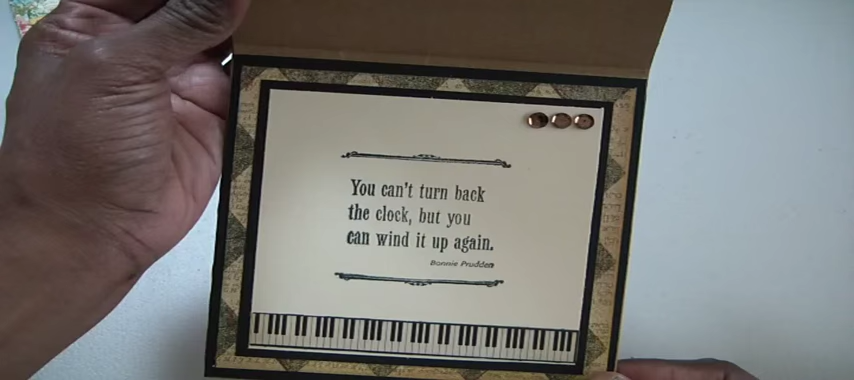 You can't turn back
the clock, but you
can wind it up again.
Bonnie Prudden